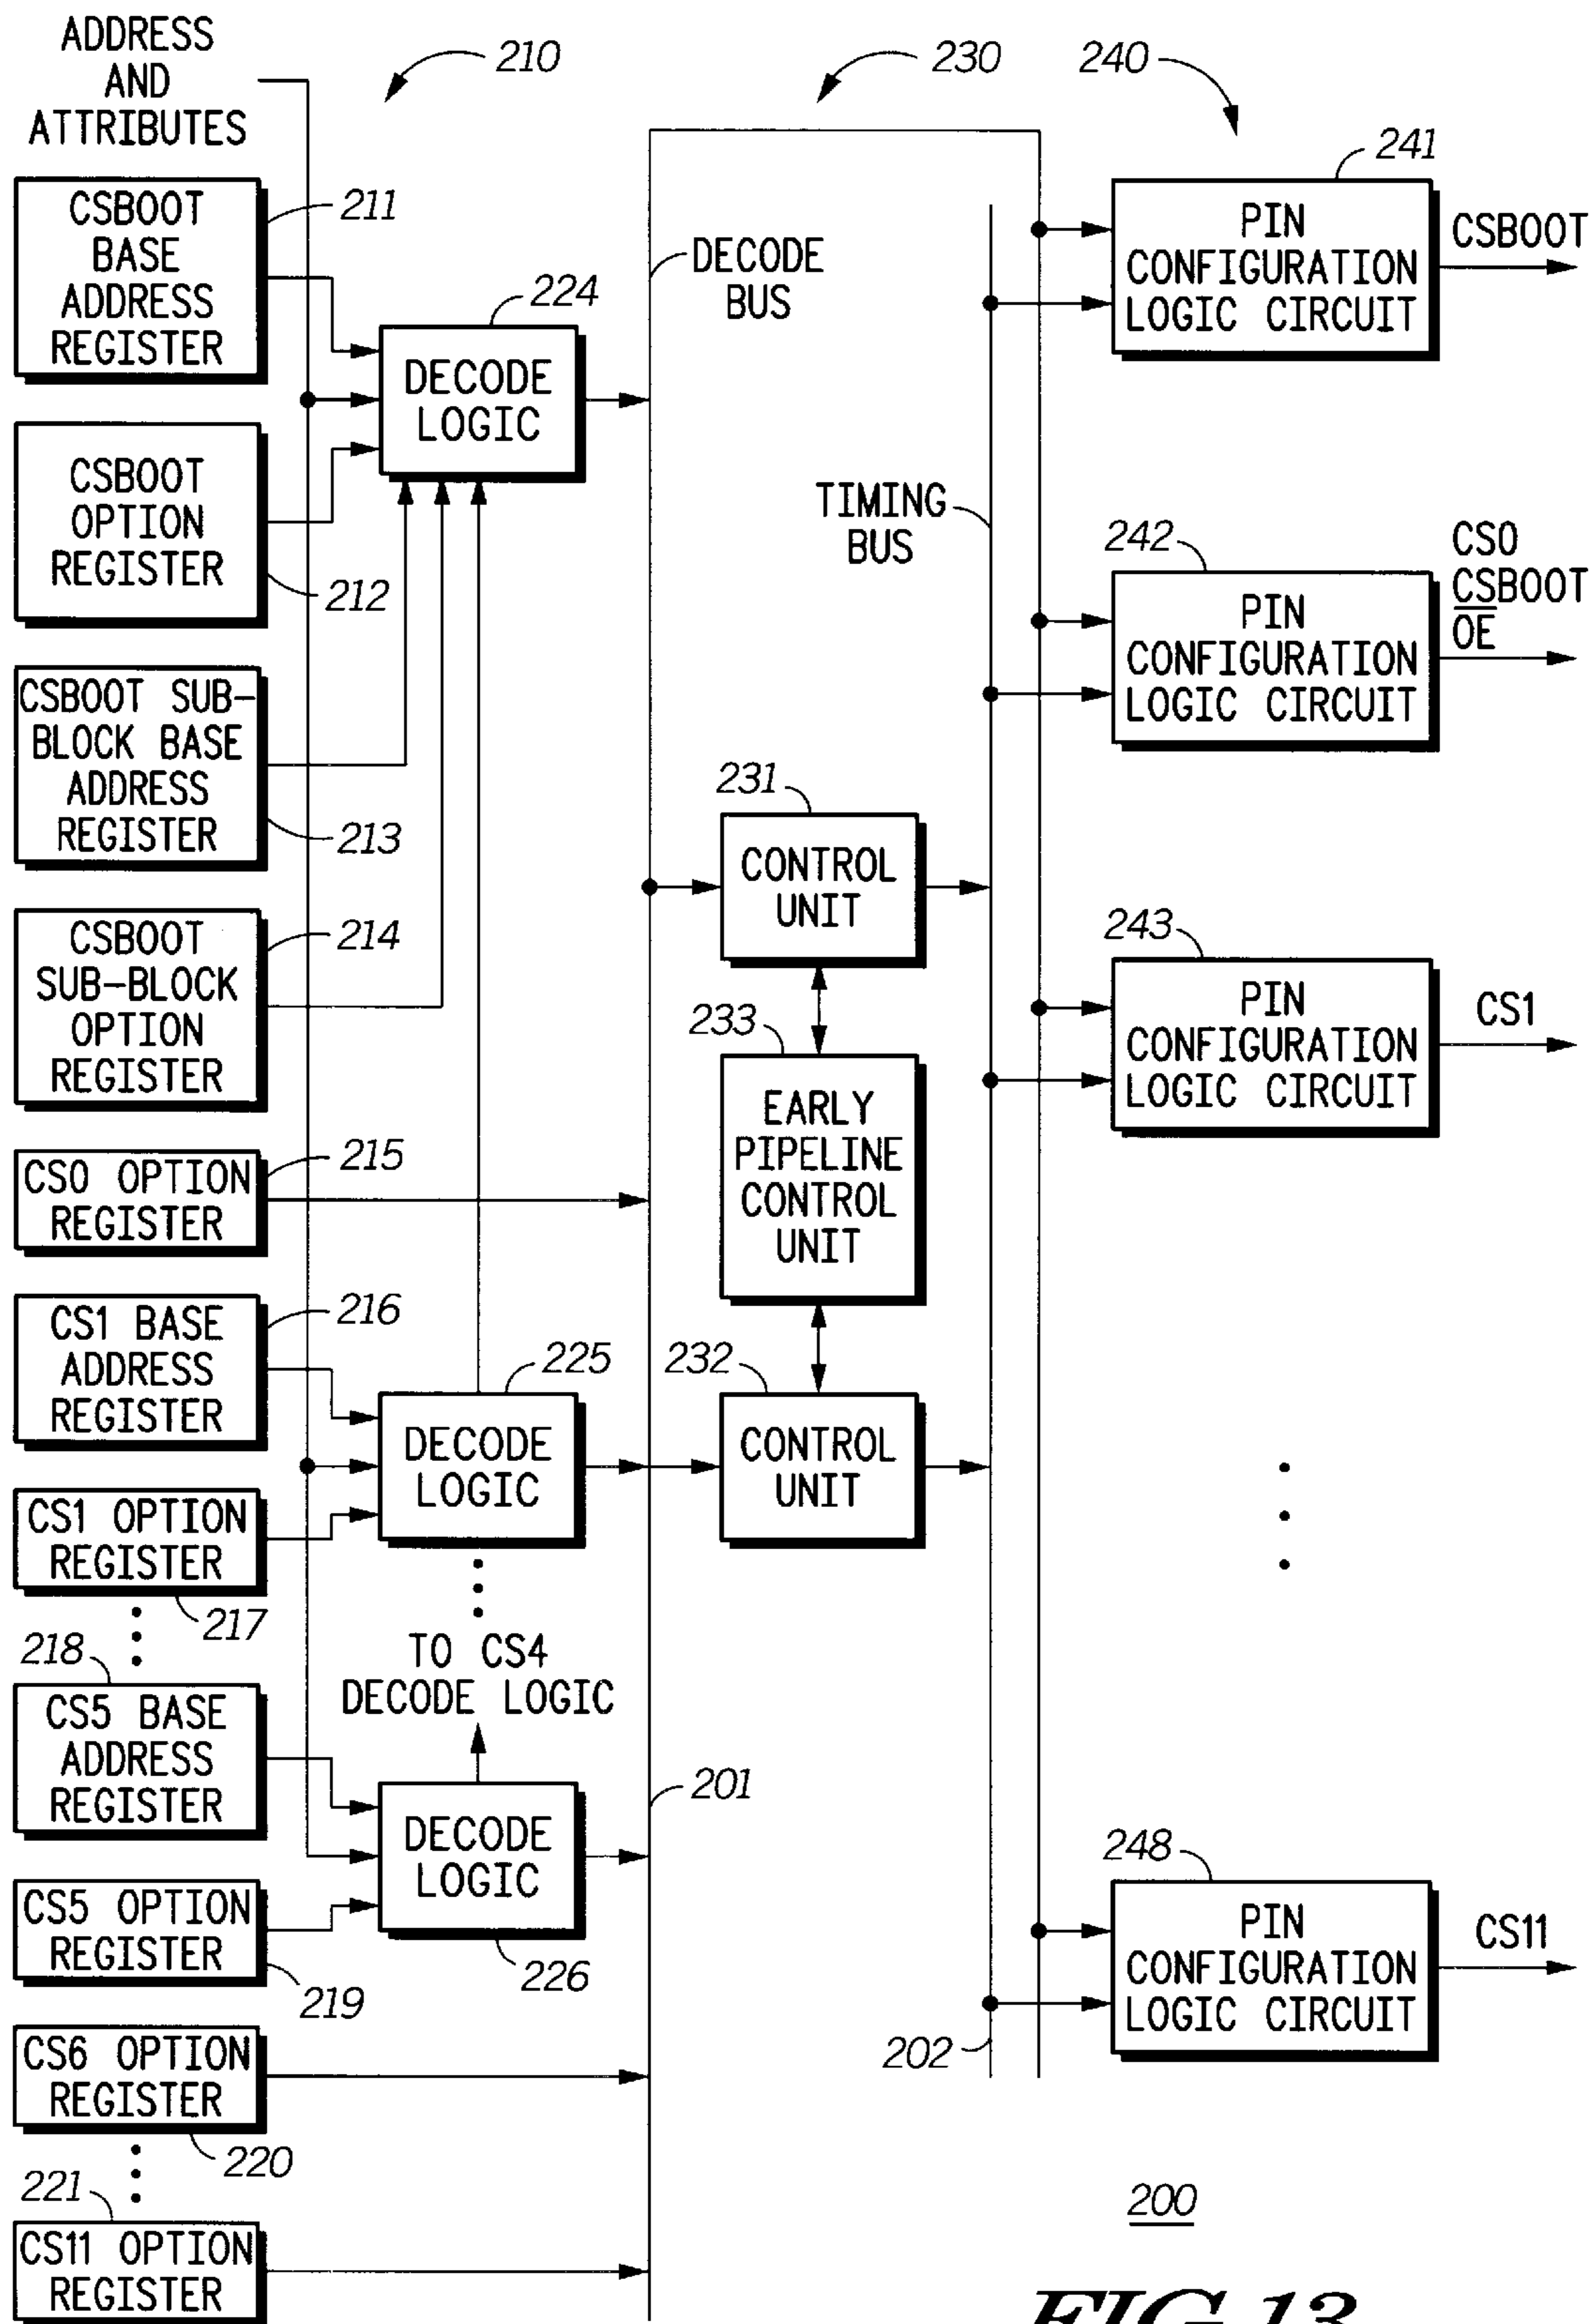 ADDRESS
AND
ATTRIBUTES
210
230
240
CSBOOT
BASE
ADDRESS
REGISTER
211
CSBOOT
OPTION
REGISTER
212
CSBOOT SUB-
BLOCK BASE
ADDRESS
REGISTER
213
CSBOOT
SUB-BLOCK
OPTION
REGISTER
214
CS0 OPTION
REGISTER
215
CS1 BASE
ADDRESS
REGISTER
216
CS1 OPTION
REGISTER
217
218
CS5 BASE
ADDRESS
REGISTER
CS5 OPTION
REGISTER
219
CS6 OPTION
REGISTER
220
221
CS11 OPTION
REGISTER
224
DECODE
LOGIC
225
DECODE
LOGIC
TO CS4
DECODE LOGIC
DECODE
LOGIC
226
DECODE
BUS
201
TIMING
BUS
231
CONTROL
UNIT
233
EARLY
PIPELINE
CONTROL
UNIT
232
CONTROL
UNIT
202
241
PIN
CONFIGURATION
LOGIC CIRCUIT
CSBOOT
242
PIN
CONFIGURATION
LOGIC CIRCUIT
CS0
CSBOOT
O̅E̅
243
PIN
CONFIGURATION
LOGIC CIRCUIT
CS1
248
PIN
CONFIGURATION
LOGIC CIRCUIT
CS11
200
FIG.13